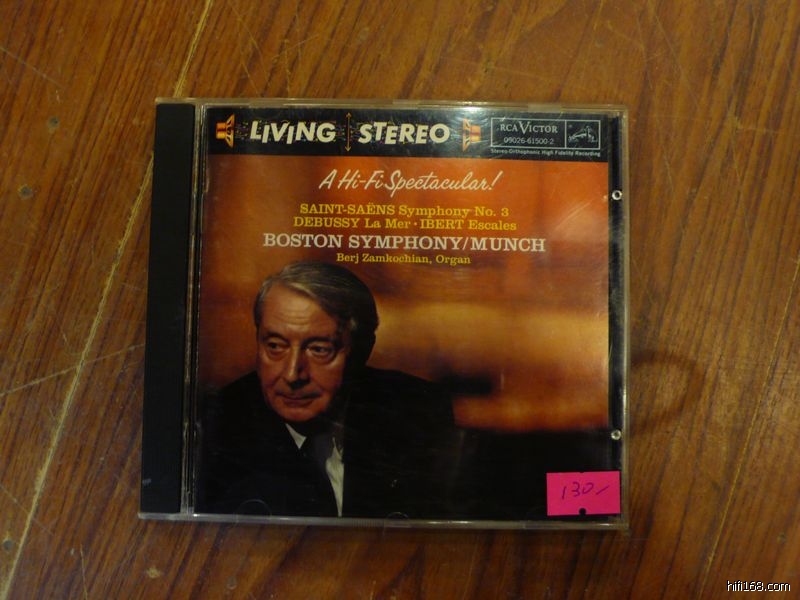 LIVING STEREO
RCA VICTOR
09026-61500-2
Stereo-Orthophonic High Fidelity Recording
A Hi-Fi Spectacular!
SAINT-SAËNS Symphony No. 3
DEBUSSY La Mer · IBERT Escales
BOSTON SYMPHONY/MUNCH
Berj Zamkochian, Organ
130—
hifi168.com